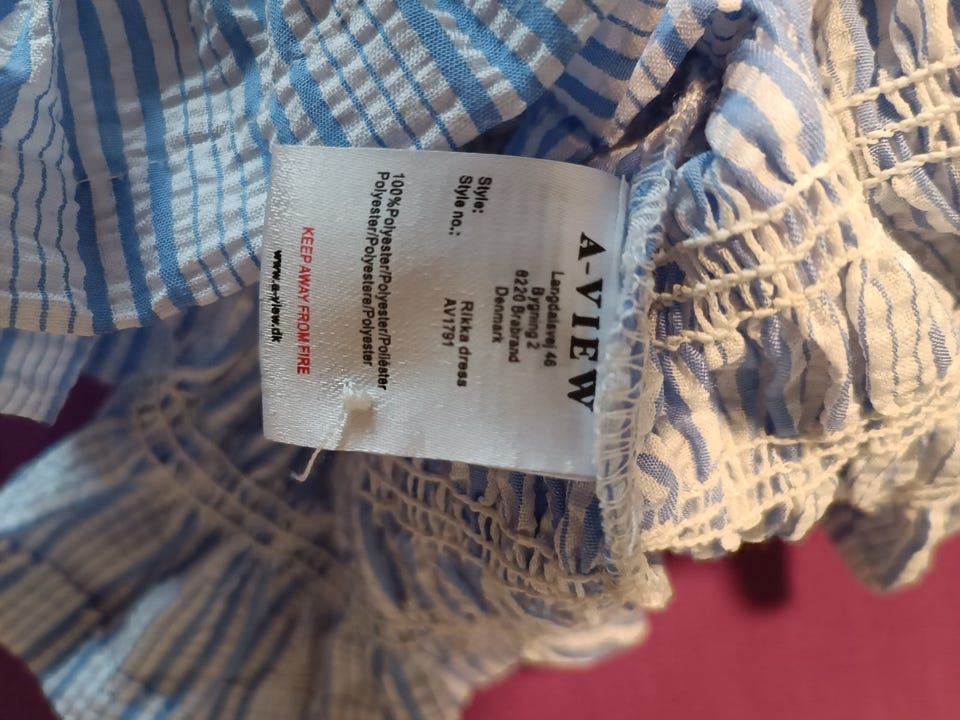 A-VIEW
Langdalsvej 46
Bygning 2
8220 Brabrand
Denmark
Style: Rikka dress
Style no.: AV1791
100%Polyester/Polyester/Poliéster
Polyester/Polyestere/Polyester
KEEP AWAY FROM FIRE
www.a-view.dk